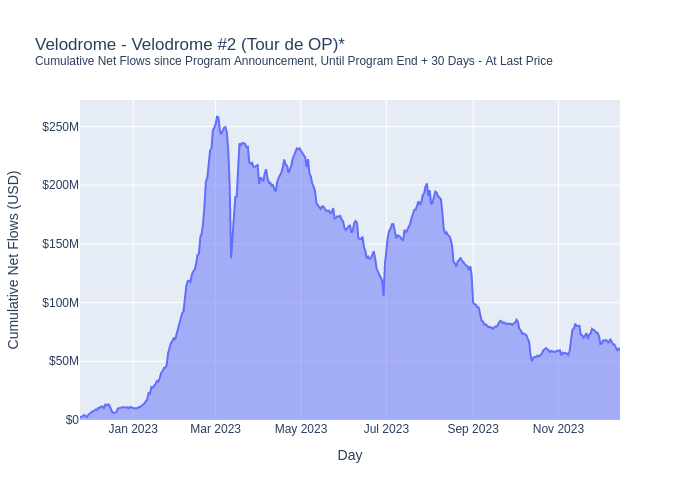 Velodrome - Velodrome #2 (Tour de OP)*
Cumulative Net Flows since Program Announcement, Until Program End + 30 Days - At Last Price
Cumulative Net Flows (USD)
$250M
$200M
$150M
$100M
$50M
$0
Jan 2023 Mar 2023 May 2023 Jul 2023 Sep 2023 Nov 2023
Day